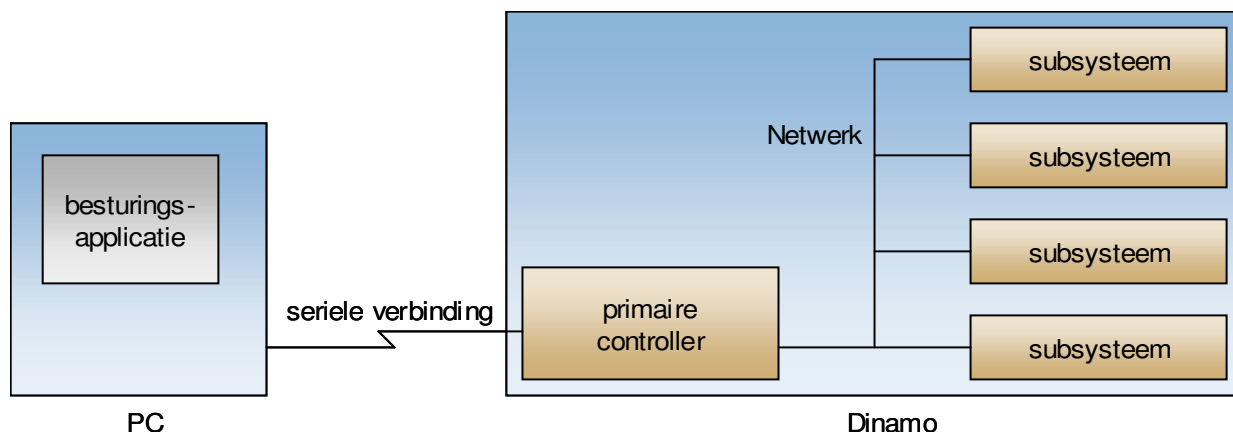 besturings-
applicatie
PC
seriele verbinding
primaire
controller
Netwerk
subsysteem
subsysteem
subsysteem
subsysteem
Dinamo